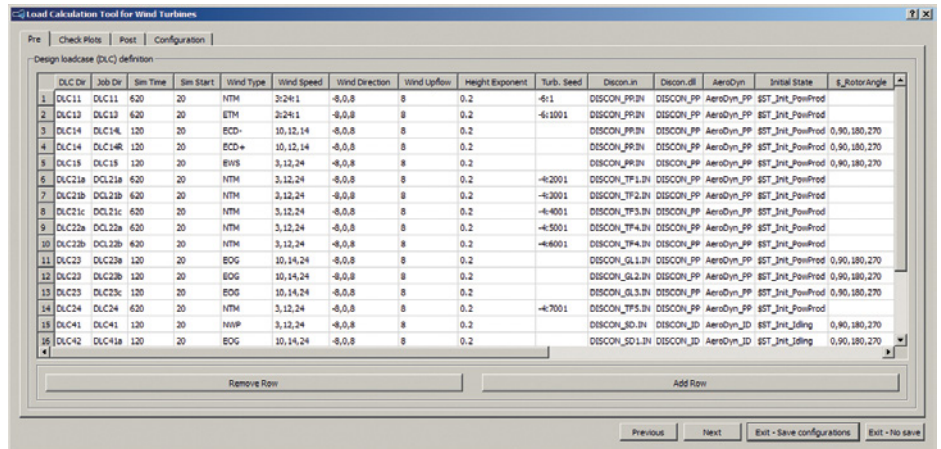 Load Calculation Tool for Wind Turbines
Pre Check Plots Post Configuration
Design loadcase (DLC) definition
DLC Dir Job Dir Sim Time Sim Start Wind Type Wind Speed Wind Direction Wind Upflow Height Exponent Turb. Seed Discon.in Discon.dll AeroDyn Initial State $_RotorAngle
1 DLC11 DLC11 620 20 NTM 3:24:1 -8,0,8 8 0.2 -6:1 DISCON_PP.IN DISCON_PP AeroDyn_PP $ST_Init_PowProd
2 DLC13 DLC13 620 20 ETM 3:24:1 -8,0,8 8 0.2 -6:1001 DISCON_PP.IN DISCON_PP AeroDyn_PP $ST_Init_PowProd
3 DLC14 DLC14L 120 20 ECD- 10,12,14 -8,0,8 8 0.2 DISCON_PP.IN DISCON_PP AeroDyn_PP $ST_Init_PowProd 0,90,180,270
4 DLC14 DLC14R 120 20 ECD+ 10,12,14 -8,0,8 8 0.2 DISCON_PP.IN DISCON_PP AeroDyn_PP $ST_Init_PowProd 0,90,180,270
5 DLC15 DLC15 120 20 EWS 3,12,24 -8,0,8 8 0.2 DISCON_PP.IN DISCON_PP AeroDyn_PP $ST_Init_PowProd 0,90,180,270
6 DLC21a DCL21a 620 20 NTM 3,12,24 -8,0,8 8 0.2 -4:2001 DISCON_TF1.IN DISCON_PP AeroDyn_PP $ST_Init_PowProd
7 DLC21b DCL21b 620 20 NTM 3,12,24 -8,0,8 8 0.2 -4:3001 DISCON_TF2.IN DISCON_PP AeroDyn_PP $ST_Init_PowProd
8 DLC21c DCL21c 620 20 NTM 3,12,24 -8,0,8 8 0.2 -4:4001 DISCON_TF3.IN DISCON_PP AeroDyn_PP $ST_Init_PowProd
9 DLC22a DCL22a 620 20 NTM 3,12,24 -8,0,8 8 0.2 -4:5001 DISCON_TF4.IN DISCON_PP AeroDyn_PP $ST_Init_PowProd
10 DLC22b DCL22b 620 20 NTM 3,12,24 -8,0,8 8 0.2 -4:6001 DISCON_TF4.IN DISCON_PP AeroDyn_PP $ST_Init_PowProd
11 DLC23 DLC23a 120 20 EOG 10,14,24 -8,0,8 8 0.2 DISCON_GL1.IN DISCON_PP AeroDyn_PP $ST_Init_PowProd 0,90,180,270
12 DLC23 DLC23b 120 20 EOG 10,14,24 -8,0,8 8 0.2 DISCON_GL2.IN DISCON_PP AeroDyn_PP $ST_Init_PowProd 0,90,180,270
13 DLC23 DLC23c 120 20 EOG 10,14,24 -8,0,8 8 0.2 DISCON_GL3.IN DISCON_PP AeroDyn_PP $ST_Init_PowProd 0,90,180,270
14 DLC24 DLC24 620 20 NTM 3,12,24 -8,0,8 8 0.2 -4:7001 DISCON_TF5.IN DISCON_PP AeroDyn_PP $ST_Init_PowProd
15 DLC41 DLC41 120 20 NWP 3,12,24 -8,0,8 8 0.2 DISCON_SD.IN DISCON_ID AeroDyn_ID $ST_Init_Idling 0,90,180,270
16 DLC42 DLC41a 120 20 EOG 10,14,24 -8,0,8 8 0.2 DISCON_SD1.IN DISCON_ID AeroDyn_ID $ST_Init_Idling 0,90,180,270
Remove Row Add Row
Previous Next Exit - Save configurations Exit - No save